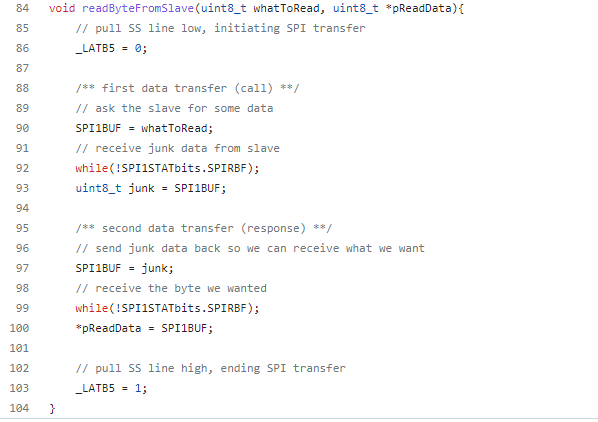 84 void readByteFromSlave(uint8_t whatToRead, uint8_t *pReadData){
85 // pull SS line low, initiating SPI transfer
86 _LATB5 = 0;
87
88 /** first data transfer (call) **/
89 // ask the slave for some data
90 SPI1BUF = whatToRead;
91 // receive junk data from slave
92 while(!SPI1STATbits.SPIRBF);
93 uint8_t junk = SPI1BUF;
94
95 /** second data transfer (response) **/
96 // send junk data back so we can receive what we want
97 SPI1BUF = junk;
98 // receive the byte we wanted
99 while(!SPI1STATbits.SPIRBF);
100 *pReadData = SPI1BUF;
101
102 // pull SS line high, ending SPI transfer
103 _LATB5 = 1;
104 }